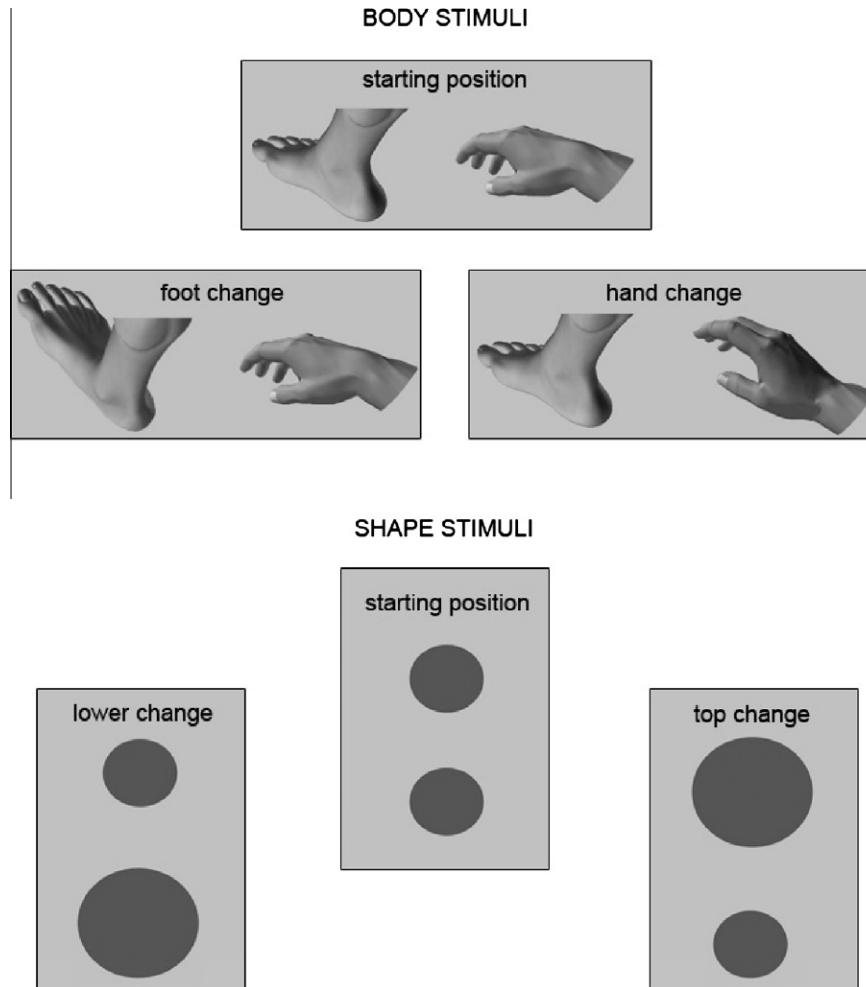 BODY STIMULI
starting position
foot change
hand change
SHAPE STIMULI
starting position
lower change
top change